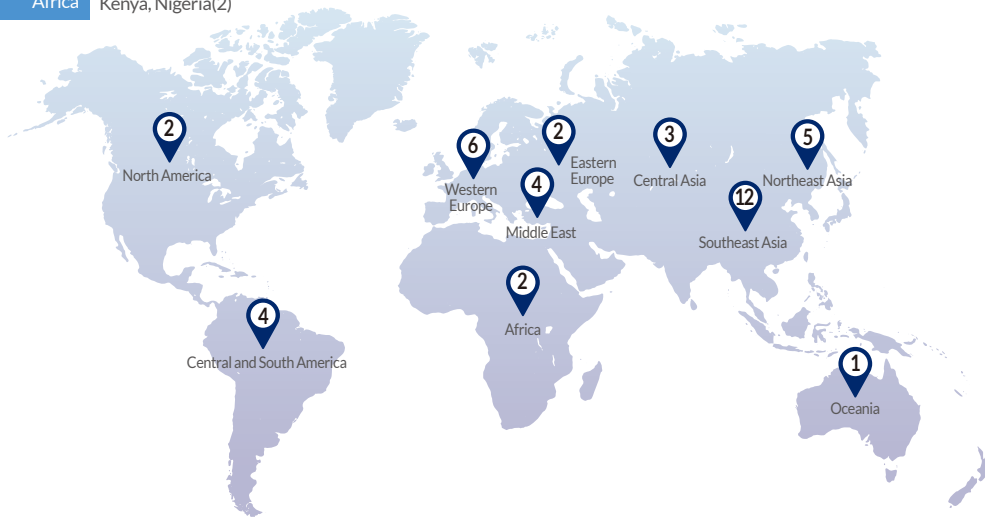 Africa Kenya, Nigeria(2)
2
North America
6
Western
Europe
2
Eastern
Europe
4
Middle East
3
Central Asia
5
Northeast Asia
12
Southeast Asia
2
Africa
4
Central and South America
1
Oceania